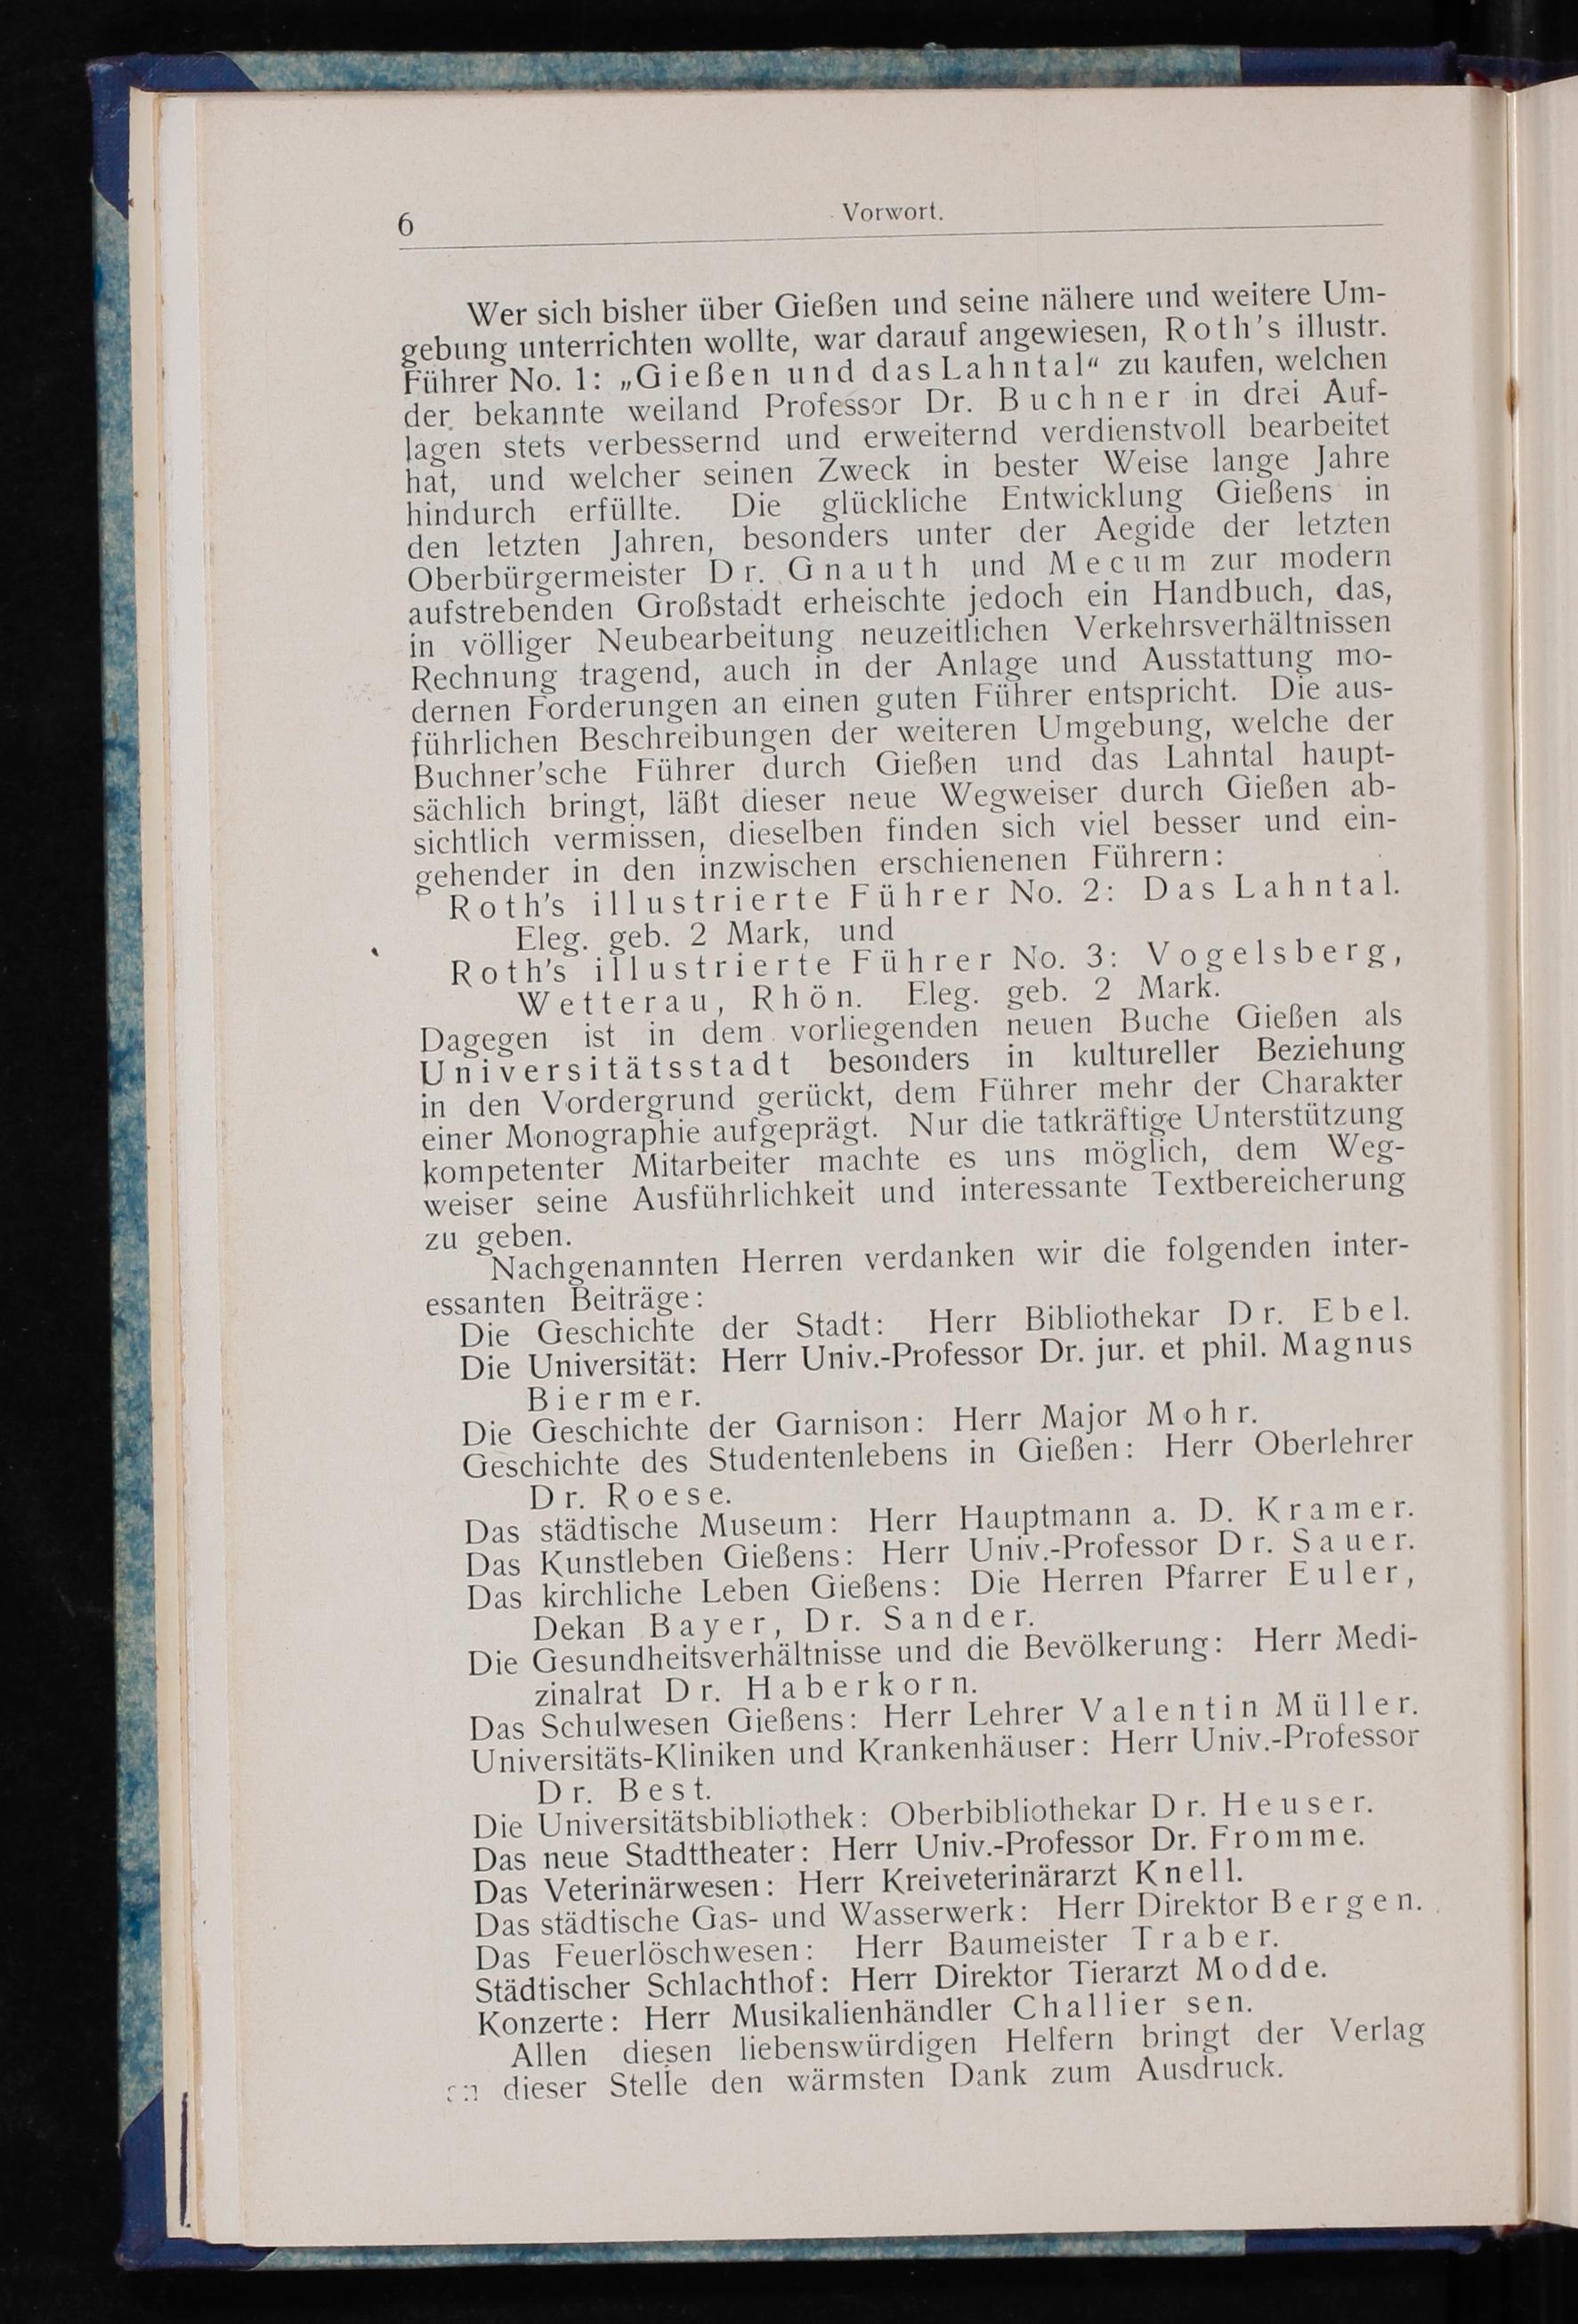 6
Vorwort.
Wer sich bisher über Gießen und seine nähere und weitere Um-
gebung unterrichten wollte, war darauf angewiesen, Roth's illustr.
Führer No. 1: „Gießen und das Lahntal“ zu kaufen, welchen
der bekannte weiland Professor Dr. Buchner in drei Auf-
lagen stets verbessernd und erweiternd verdienstvoll bearbeitet
hat, und welcher seinen Zweck in bester Weise lange Jahre
hindurch erfüllte. Die glückliche Entwicklung Gießens in
den letzten Jahren, besonders unter der Aegide der letzten
Oberbürgermeister Dr. Gnauth und Mecum zur modern
aufstrebenden Großstadt erheischte jedoch ein Handbuch, das,
in völliger Neubearbeitung neuzeitlichen Verkehrsverhältnissen
Rechnung tragend, auch in der Anlage und Ausstattung mo-
dernen Forderungen an einen guten Führer entspricht. Die aus-
führlichen Beschreibungen der weiteren Umgebung, welche der
Buchner'sche Führer durch Gießen und das Lahntal haupt-
sächlich bringt, läßt dieser neue Wegweiser durch Gießen ab-
sichtlich vermissen, dieselben finden sich viel besser und ein-
gehender in den inzwischen erschienenen Führern:
Roth's illustrierte Führer No. 2: Das Lahntal.
Eleg. geb. 2 Mark, und
Roth's illustrierte Führer No. 3: Vogelsberg,
Wetterau, Rhön. Eleg. geb. 2 Mark.
Dagegen ist in dem vorliegenden neuen Buche Gießen als
Universitätsstadt besonders in kultureller Beziehung
in den Vordergrund gerückt, dem Führer mehr der Charakter
einer Monographie aufgeprägt. Nur die tatkräftige Unterstützung
kompetenter Mitarbeiter machte es uns möglich, dem Weg-
weiser seine Ausführlichkeit und interessante Textbereicherung
zu geben.
Nachgenannten Herren verdanken wir die folgenden inter-
essanten Beiträge:
Die Geschichte der Stadt: Herr Bibliothekar Dr. Ebel.
Die Universität: Herr Univ.-Professor Dr. jur. et phil. Magnus
Biermer.
Die Geschichte der Garnison: Herr Major Mohr.
Geschichte des Studentenlebens in Gießen: Herr Oberlehrer
Dr. Roese.
Das städtische Museum: Herr Hauptmann a. D. Kramer.
Das Kunstleben Gießens: Herr Univ.-Professor Dr. Sauer.
Das kirchliche Leben Gießens: Die Herren Pfarrer Euler,
Dekan Bayer, Dr. Sander.
Die Gesundheitsverhältnisse und die Bevölkerung: Herr Medi-
zinalrat Dr. Haberkorn.
Das Schulwesen Gießens: Herr Lehrer Valentin Müller.
Universitäts-Kliniken und Krankenhäuser: Herr Univ.-Professor
Dr. Best.
Die Universitätsbibliothek: Oberbibliothekar Dr. Heuser.
Das neue Stadttheater: Herr Univ.-Professor Dr. Fromme.
Das Veterinärwesen: Herr Kreiveterinärarzt Knell.
Das städtische Gas- und Wasserwerk: Herr Direktor Bergen.
Das Feuerlöschwesen: Herr Baumeister Traber.
Städtischer Schlachthof: Herr Direktor Tierarzt Modde.
Konzerte: Herr Musikalienhändler Challier sen.
Allen diesen liebenswürdigen Helfern bringt der Verlag
an dieser Stelle den wärmsten Dank zum Ausdruck.